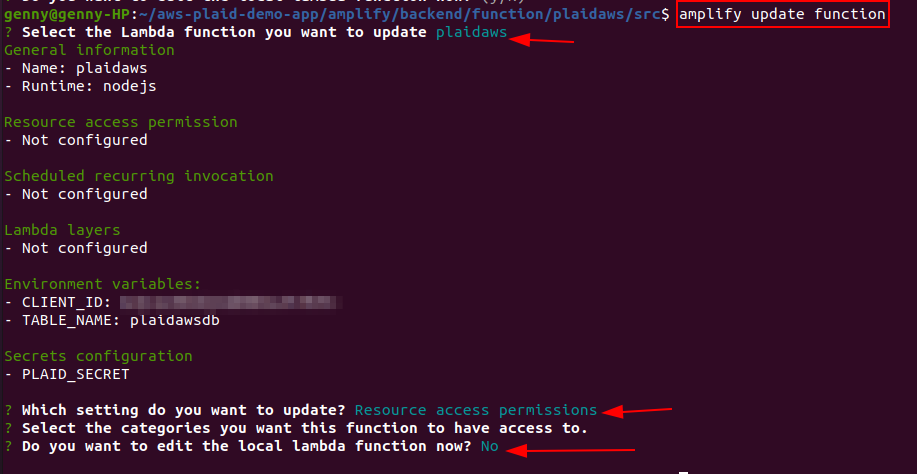 genny@genny-HP:~/aws-plaid-demo-app/amplify/backend/function/plaidaws/src$ amplify update function
? Select the Lambda function you want to update plaidaws
General information
- Name: plaidaws
- Runtime: nodejs
Resource access permission
- Not configured
Scheduled recurring invocation
- Not configured
Lambda layers
- Not configured
Environment variables:
- CLIENT_ID:
- TABLE_NAME: plaidawsdb
Secrets configuration
- PLAID_SECRET
? Which setting do you want to update? Resource access permissions
? Select the categories you want this function to have access to.
? Do you want to edit the local lambda function now? No